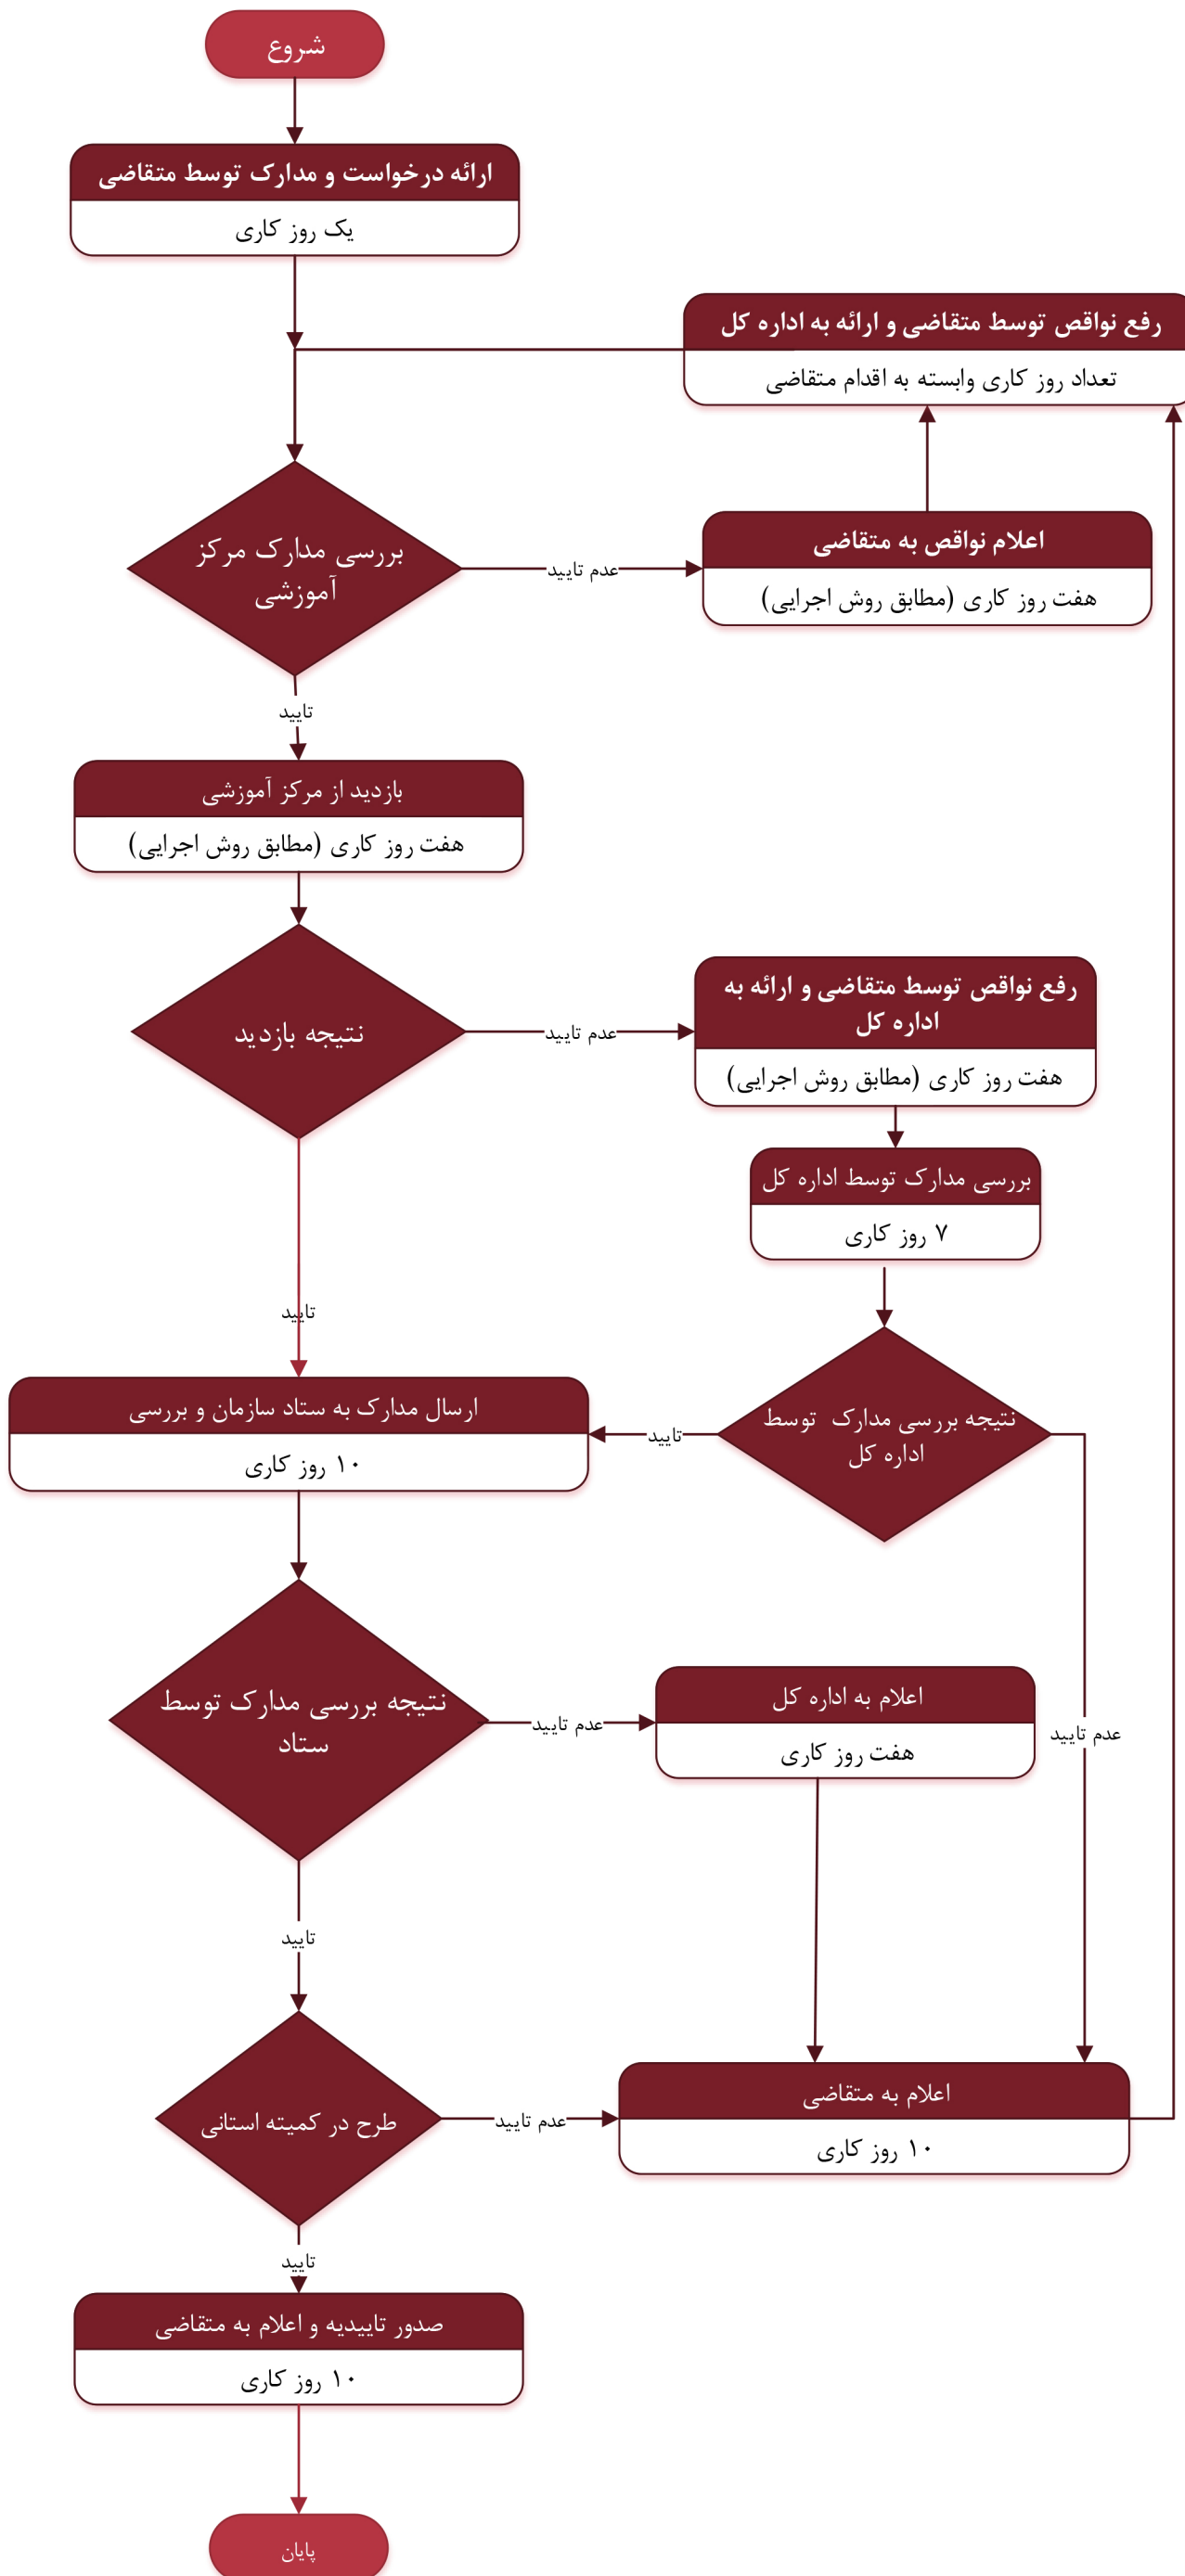 شروع
ارائه درخواست و مدارک توسط متقاضی
یک روز کاری
رفع نواقص توسط متقاضی و ارائه به اداره کل
تعداد روز کاری وابسته به اقدام متقاضی
بررسی مدارک مرکز
آموزشی
عدم تایید
اعلام نواقص به متقاضی
هفت روز کاری (مطابق روش اجرایی)
تایید
بازدید از مرکز آموزشی
هفت روز کاری (مطابق روش اجرایی)
نتیجه بازدید
عدم تایید
رفع نواقص توسط متقاضی و ارائه به
اداره کل
هفت روز کاری (مطابق روش اجرایی)
بررسی مدارک توسط اداره کل
۷ روز کاری
تایید
ارسال مدارک به ستاد سازمان و بررسی
۱۰ روز کاری
تایید
نتیجه بررسی مدارک توسط
اداره کل
نتیجه بررسی مدارک توسط
ستاد
عدم تایید
اعلام به اداره کل
هفت روز کاری
عدم تایید
تایید
طرح در کمیته استانی
عدم تایید
اعلام به متقاضی
۱۰ روز کاری
تایید
صدور تاییدیه و اعلام به متقاضی
۱۰ روز کاری
پایان